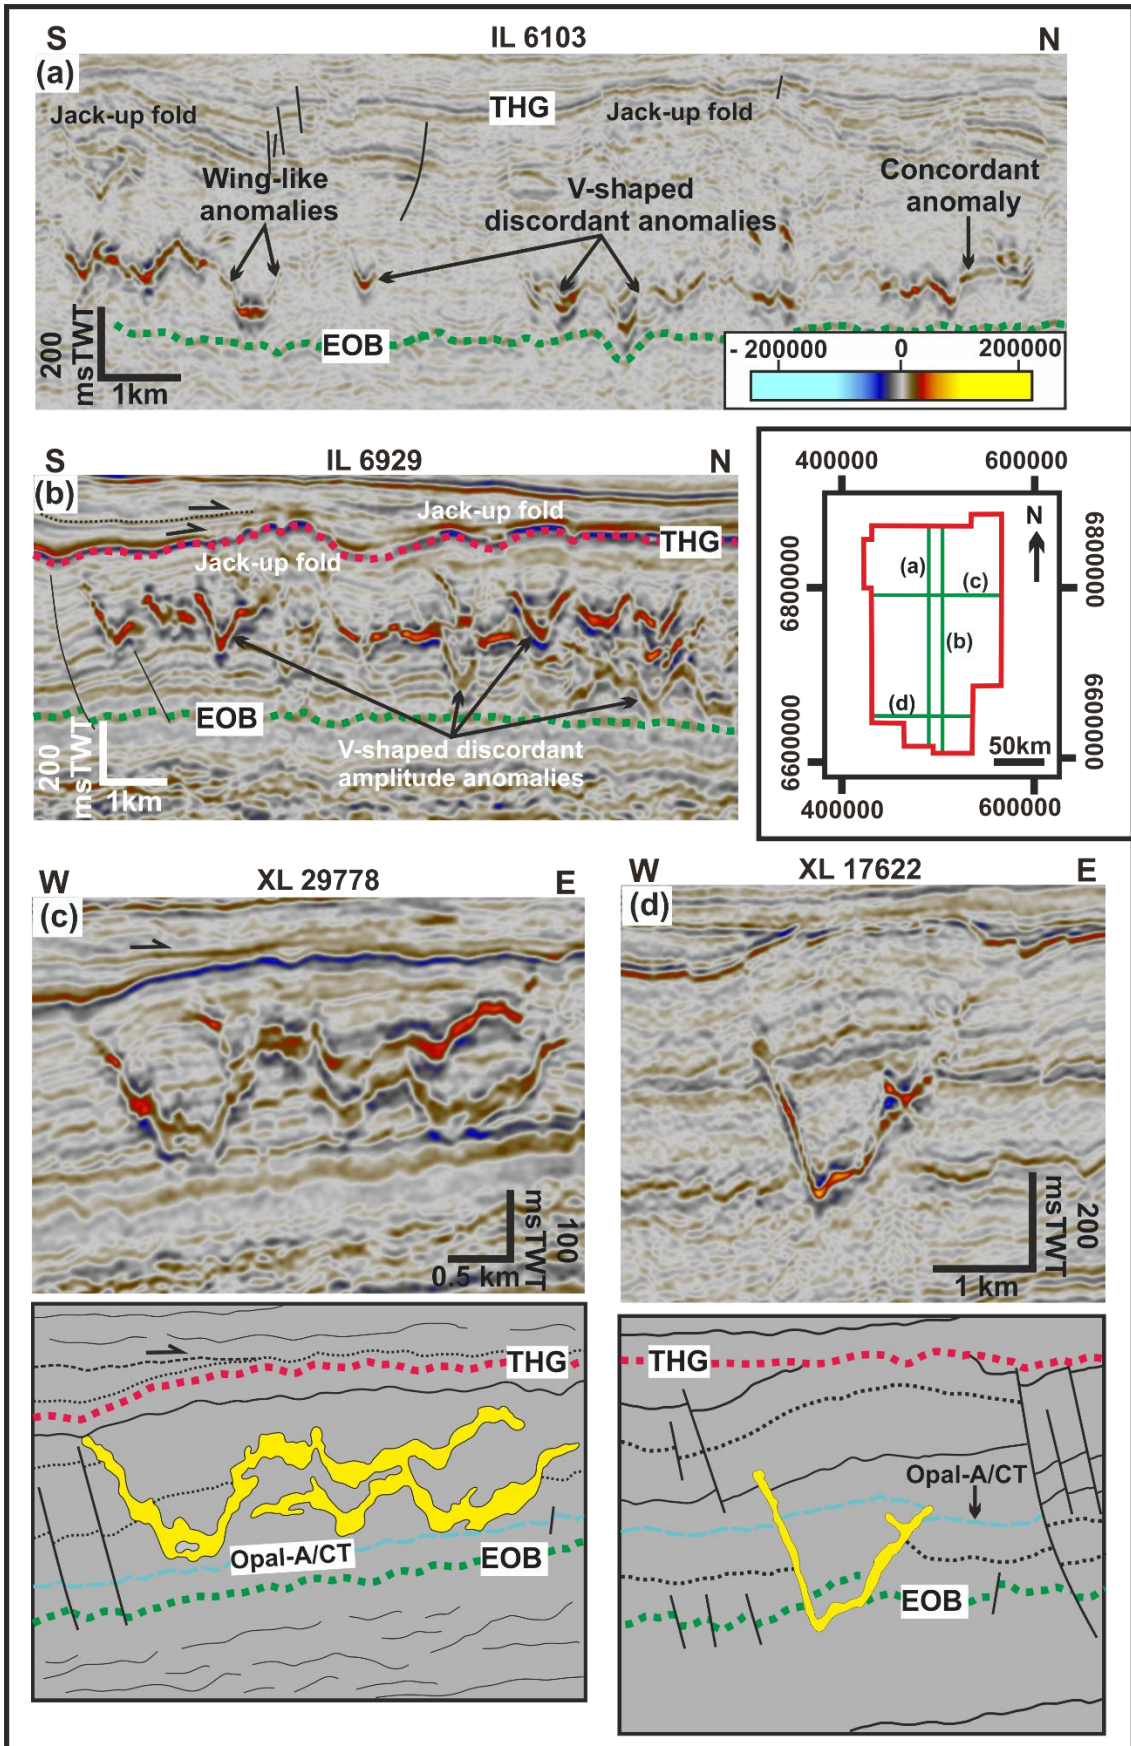 S IL 6103 N
(a)
Jack-up fold
THG
Jack-up fold
Wing-like
anomalies
V-shaped
discordant anomalies
Concordant
anomaly
200
msTWT
1km
EOB
- 200000 0 200000
S IL 6929 N
(b)
Jack-up fold
THG
Jack-up fold
EOB
200
msTWT
1km
V-shaped discordant
amplitude anomalies
400000 600000
N
(a)
(c)
(b)
(d)
50km
6800000
6600000
6800000
6600000
400000 600000
W XL 29778 E
(c)
100
msTWT
0.5 km
THG
Opal-A/CT
EOB
W XL 17622 E
(d)
200
msTWT
1 km
THG
Opal-A/CT
EOB